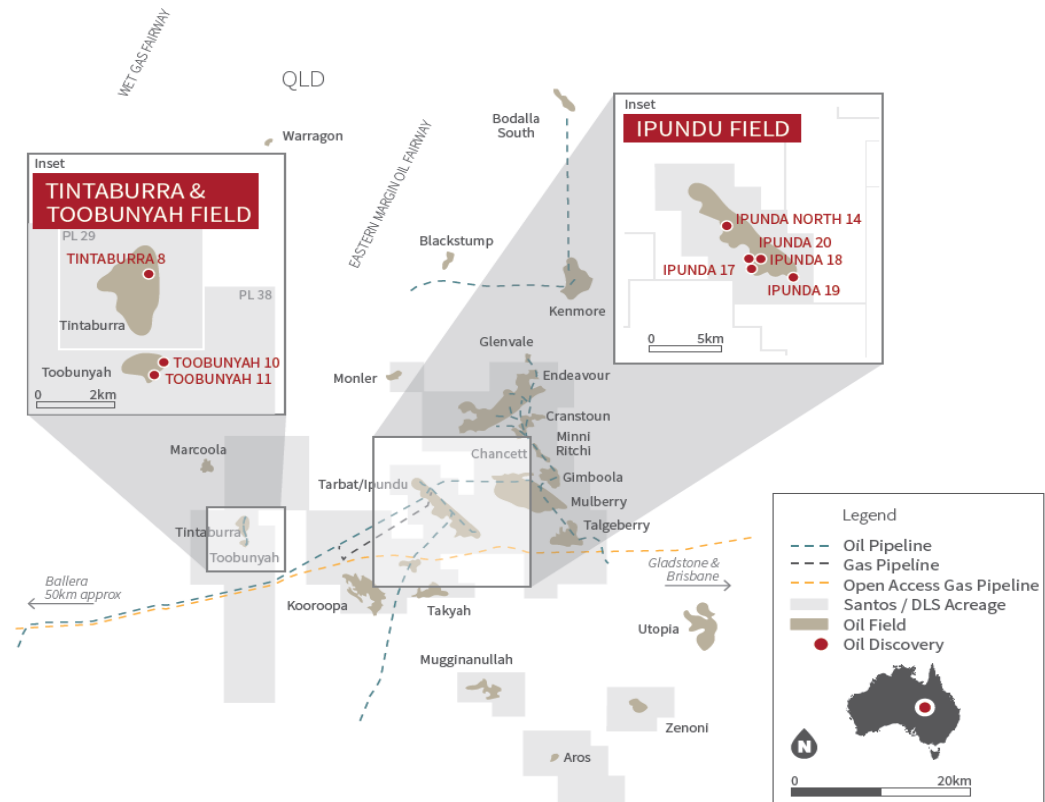 WET GAS FAIRWAY
QLD
EASTERN MARGIN OIL FAIRWAY
Warragon
Bodalla
South
Inset
TINTABURRA &
TOOBUNYAH FIELD
PL 29
TINTABURRA 8
PL 38
Tintaburra
Toobunyah
TOOBUNYAH 10
TOOBUNYAH 11
0 2km
Inset
IPUNDU FIELD
IPUNDA NORTH 14
IPUNDA 20
IPUNDA 17
IPUNDA 18
IPUNDA 19
0 5km
Blackstump
Kenmore
Glenvale
Monler
Endeavour
Cranstoun
Minni
Ritchi
Chancett
Marcoola
Gimboola
Tarbat/Ipundu
Mulberry
Talgeberry
Tintaburra
Toobunyah
Ballera
50km approx
Gladstone &
Brisbane
Kooroopa
Takyah
Utopia
Mugginanullah
Zenoni
Aros
Legend
Oil Pipeline
Gas Pipeline
Open Access Gas Pipeline
Santos / DLS Acreage
Oil Field
Oil Discovery
N
0 20km